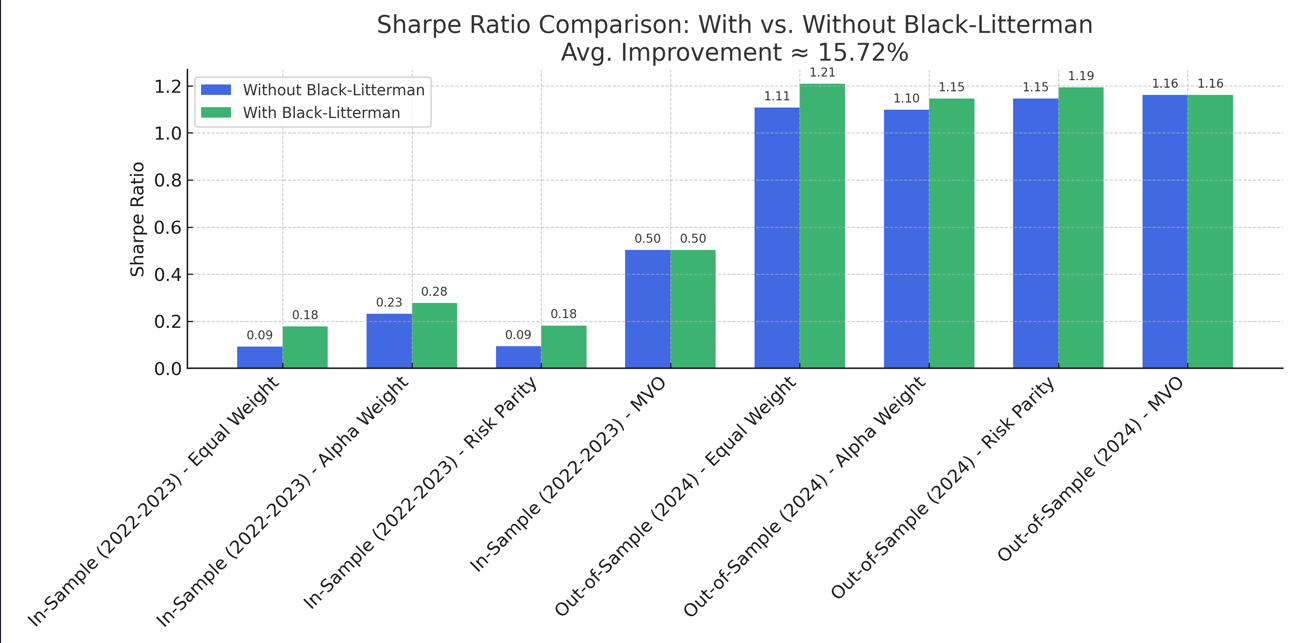 Sharpe Ratio Comparison: With vs. Without Black-Litterman
Avg. Improvement ≈ 15.72%
Without Black-Litterman
With Black-Litterman
Sharpe Ratio
1.2
1.0
0.8
0.6
0.4
0.2
0.0
0.09
0.18
0.23
0.28
0.09
0.18
0.50
0.50
1.11
1.21
1.10
1.15
1.15
1.19
1.16
1.16
In-Sample (2022-2023) - Equal Weight
In-Sample (2022-2023) - Alpha Weight
In-Sample (2022-2023) - Risk Parity
In-Sample (2022-2023) - MVO
Out-of-Sample (2024) - Equal Weight
Out-of-Sample (2024) - Alpha Weight
Out-of-Sample (2024) - Risk Parity
Out-of-Sample (2024) - MVO